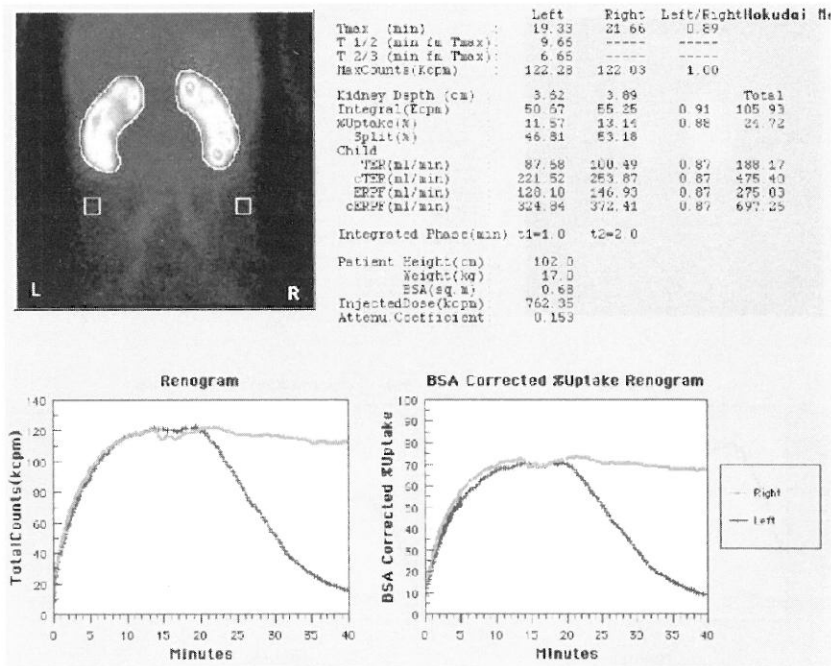 Left Right Left/Right Hokudai Me
Tmax (min) : 19.33 21.66 0.89
T 1/2 (min fm Tmax): 9.66 ----- -----
T 2/3 (min fm Tmax): 6.66 ----- -----
MaxCounts(Kcpm) : 122.28 122.03 1.00
Kidney Depth (cm) 3.62 3.89 Total
Integral(Kcpm) 50.67 55.25 0.91 105.93
%Uptake(%) 11.57 13.14 0.88 24.72
Split(%) 46.81 53.18
Child
TER(ml/min) 87.68 100.49 0.87 188.17
cTER(ml/min) 221.52 253.87 0.87 475.40
ERPF(ml/min) 128.10 146.93 0.87 275.03
cERPF(ml/min) 324.84 372.41 0.87 697.25
Integrated Phase(min) t1=1.0 t2=2.0
Patient Height(cm) 102.0
Weight(kg) 17.0
BSA(sq.m) 0.68
InjectedDose(kcpm) 762.35
Attenu.Coefficient 0.153
L R
Renogram
TotalCounts(kcpm)
140
120
100
80
60
40
20
0
0 5 10 15 20 25 30 35 40
Minutes
BSA Corrected %Uptake Renogram
BSA Corrected %Uptake
100
90
80
70
60
50
40
30
20
10
0
0 5 10 15 20 25 30 35 40
Minutes
Right
Left